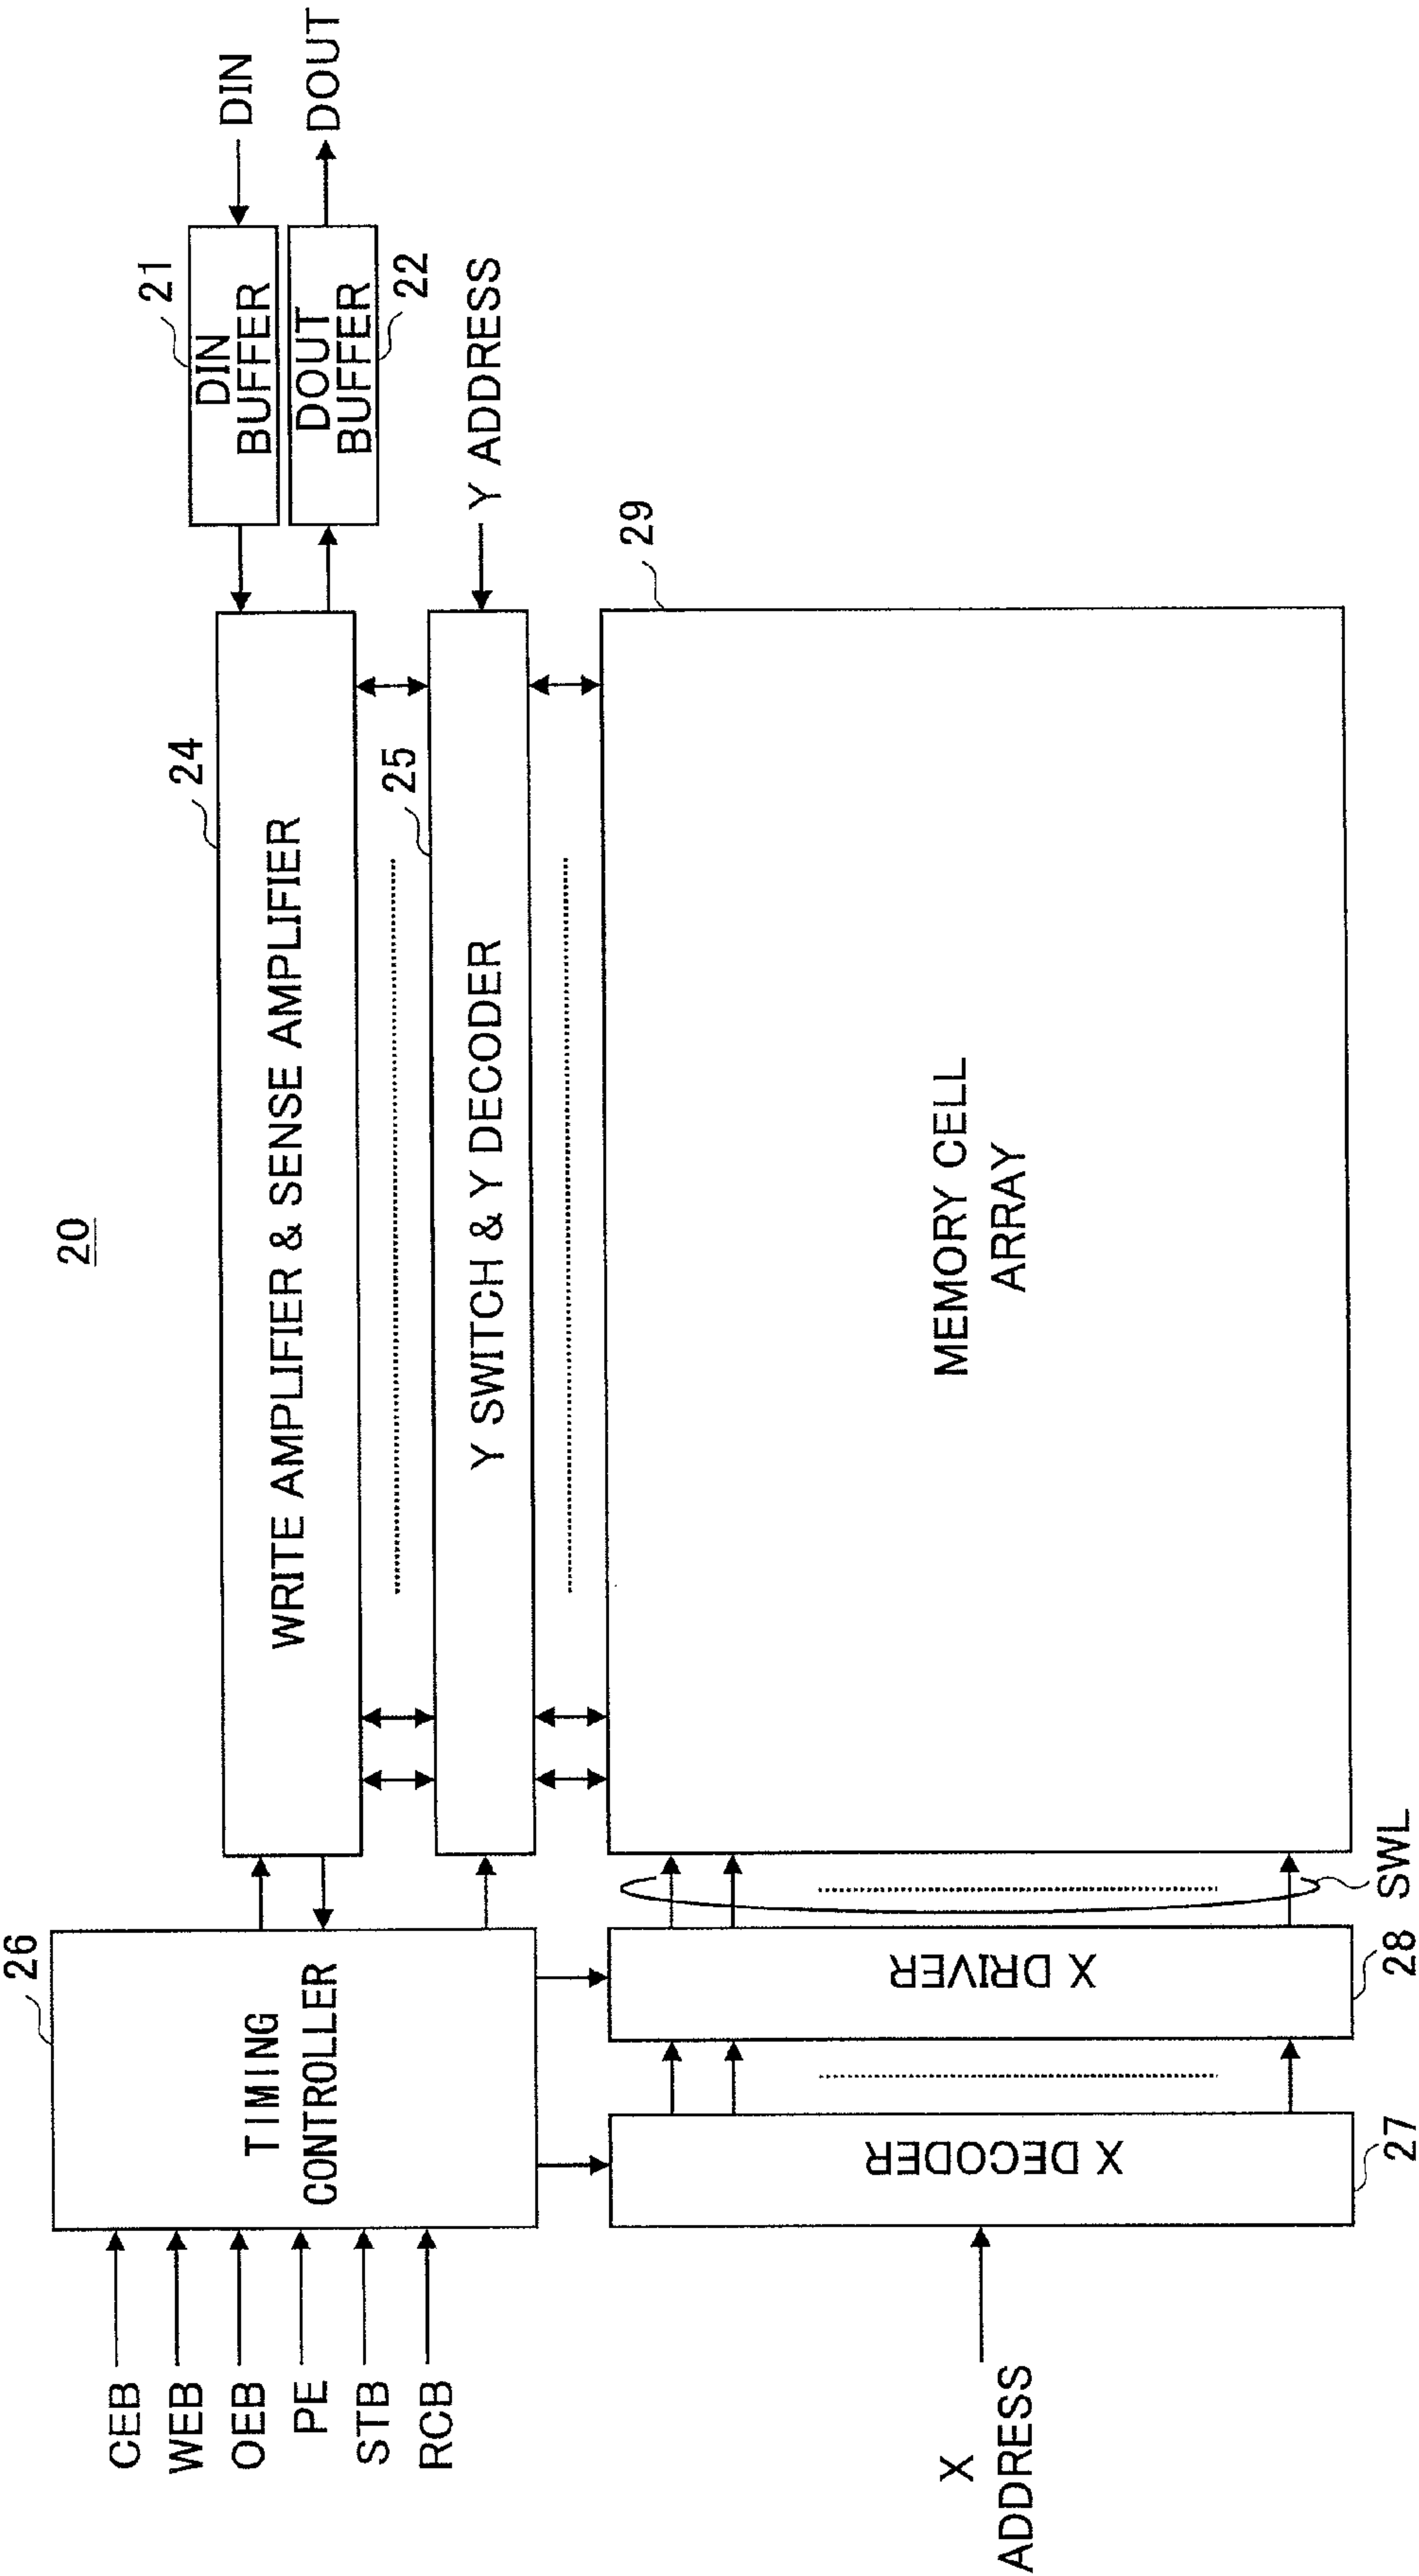 20
26
TIMING
CONTROLLER
CEB
WEB
OEB
PE
STB
RCB
24
WRITE AMPLIFIER & SENSE AMPLIFIER
21
DIN
BUFFER
DIN
DOUT
BUFFER
22
DOUT
25
Y SWITCH & Y DECODER
Y ADDRESS
29
MEMORY CELL
ARRAY
X
ADDRESS
X DECODER
27
X DRIVER
28
SWL